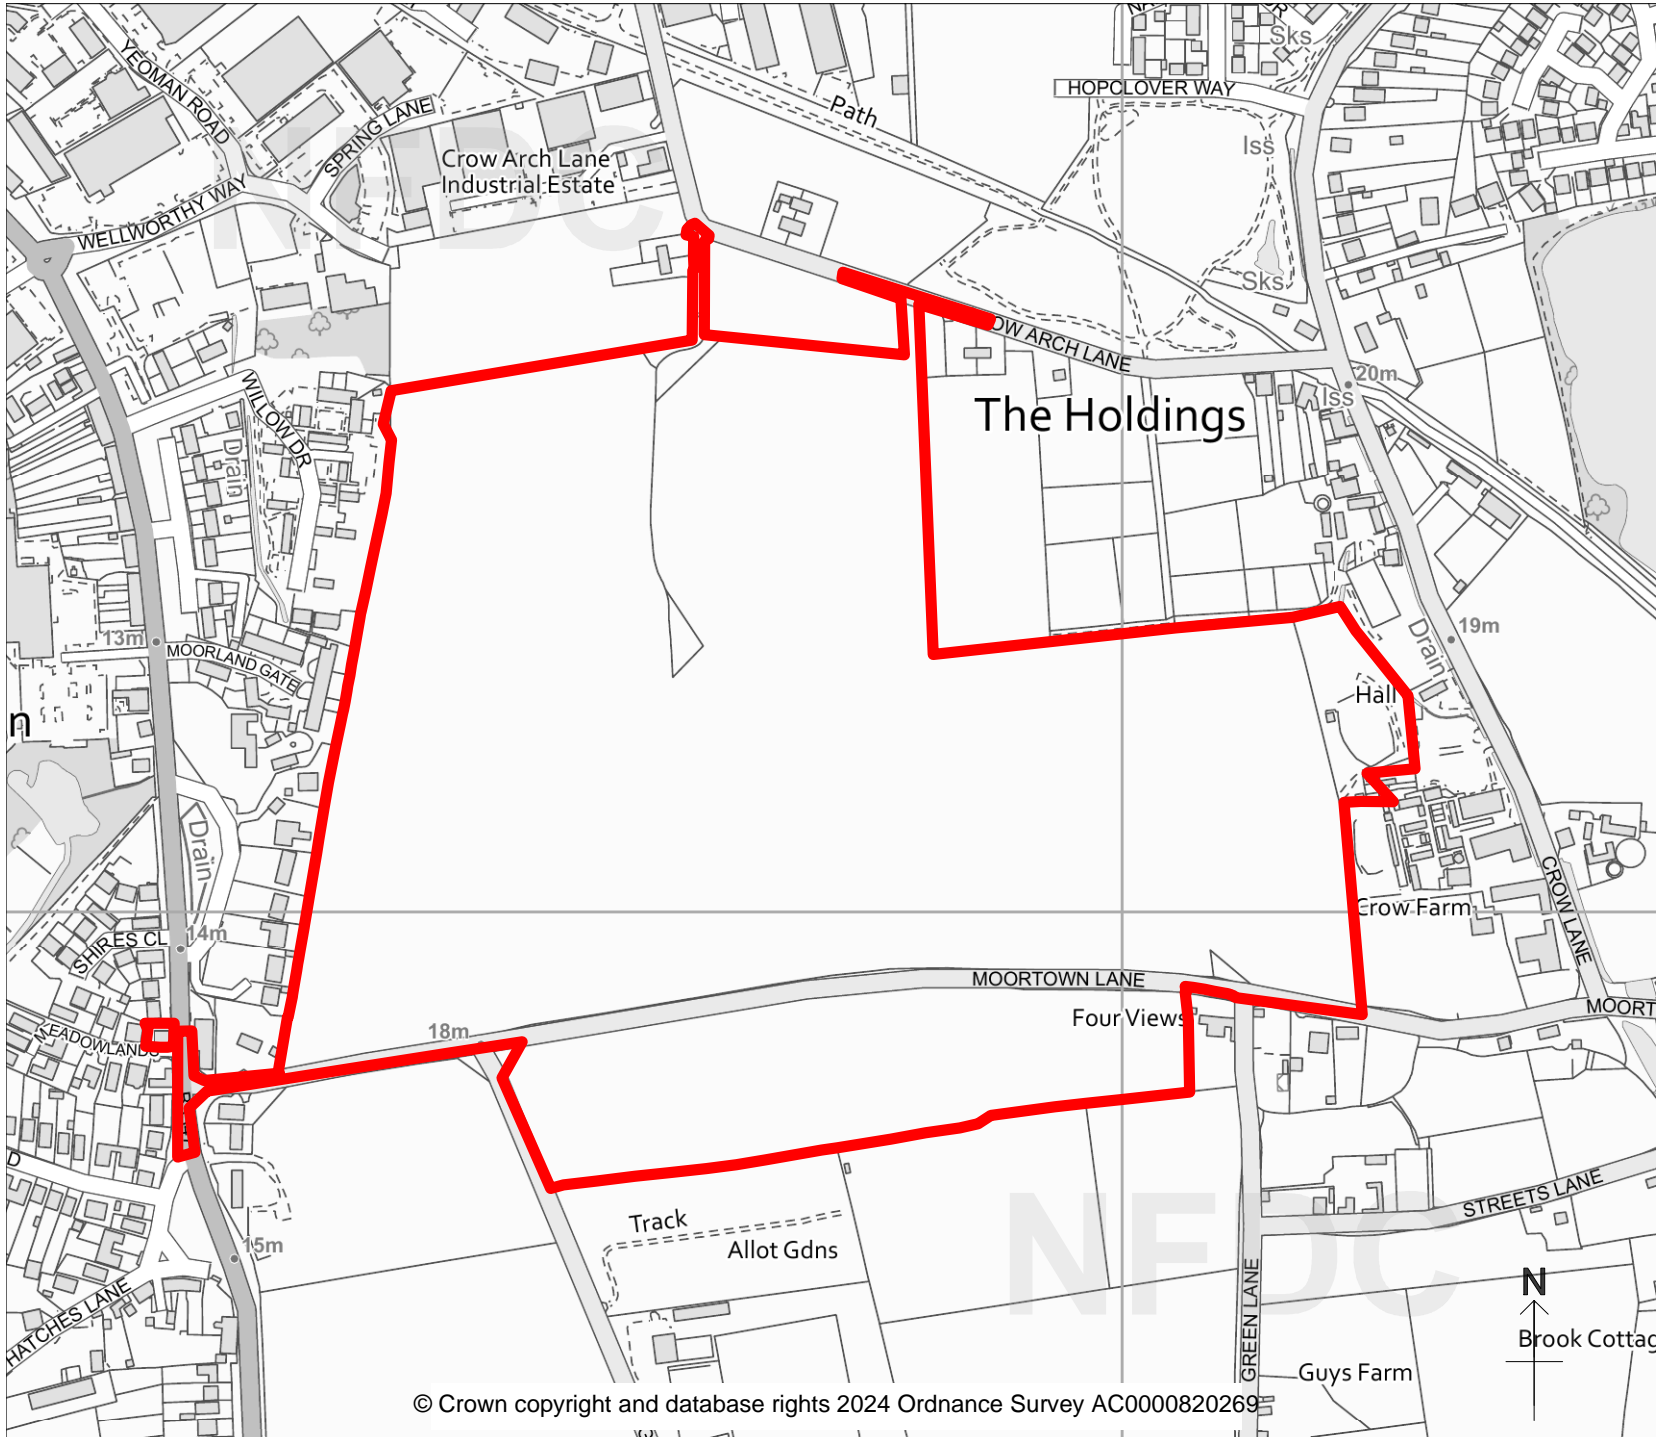 Sks
HOPCLOVER WAY
YEOMAN ROAD
Path
SPRING LANE
Iss
Crow Arch Lane
Industrial Estate
NFDC
WELLWORTHY WAY
Sks
OW ARCH LANE
20m
Iss
WILLOW DR
The Holdings
Drain
13m
MOORLAND GATE
19m
Drain
Hall
n
Drain
CROW LANE
Crow Farm
14m
SHIRES CL
MOORTOWN LANE
MOORT
Four Views
18m
EADOWLANDS
D
STREETS LANE
NFDC
Track
Allot Gdns
15m
HATCHES LANE
GREEN LANE
N
Brook Cottag
Guys Farm
© Crown copyright and database rights 2024 Ordnance Survey AC0000820269